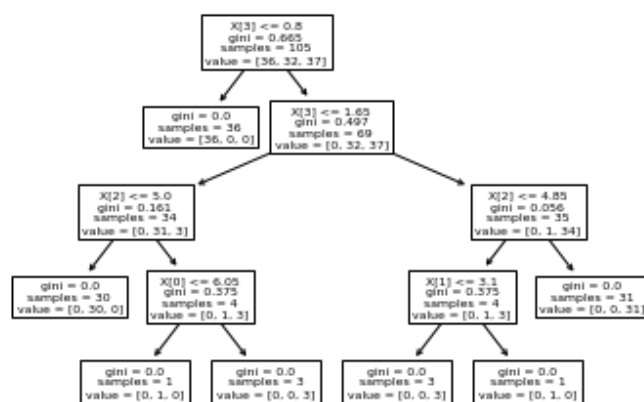 X[3] <= 0.8
gini = 0.665
samples = 105
value = [36, 32, 37]
gini = 0.0
samples = 36
value = [36, 0, 0]
X[3] <= 1.65
gini = 0.497
samples = 69
value = [0, 32, 37]
X[2] <= 5.0
gini = 0.161
samples = 34
value = [0, 31, 3]
X[2] <= 4.85
gini = 0.056
samples = 35
value = [0, 1, 34]
gini = 0.0
samples = 30
value = [0, 30, 0]
X[0] <= 6.05
gini = 0.375
samples = 4
value = [0, 1, 3]
X[1] <= 3.1
gini = 0.375
samples = 4
value = [0, 1, 3]
gini = 0.0
samples = 31
value = [0, 0, 31]
gini = 0.0
samples = 1
value = [0, 1, 0]
gini = 0.0
samples = 3
value = [0, 0, 3]
gini = 0.0
samples = 3
value = [0, 0, 3]
gini = 0.0
samples = 1
value = [0, 1, 0]